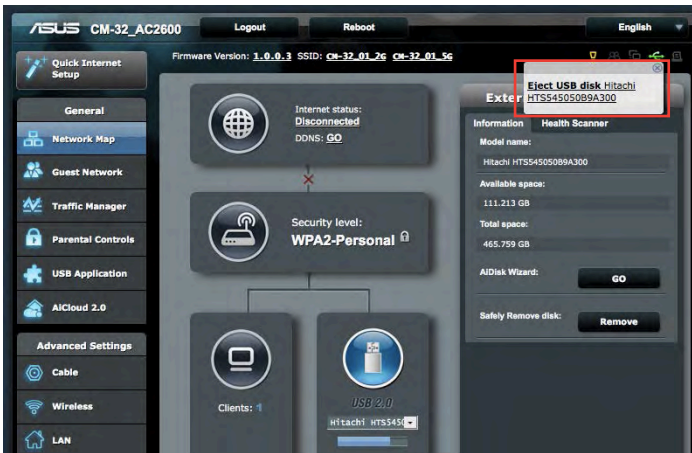 ASUS CM-32_AC2600
Logout
Reboot
English
Quick Internet
Setup
Firmware Version: 1.0.0.3 SSID: CM-32_01_2G CM-32_01_5G
Eject USB disk Hitachi
HTS545050B9A300
General
Network Map
Guest Network
Traffic Manager
Parental Controls
USB Application
AiCloud 2.0
Advanced Settings
Cable
Wireless
LAN
Internet status:
Disconnected
DDNS: GO
Security level:
WPA2-Personal
Clients: 1
USB 2.0
Hitachi HTS5450
Exter
Information
Health Scanner
Model name:
Hitachi HTS545050B9A300
Available space:
111.213 GB
Total space:
465.759 GB
AiDisk Wizard:
GO
Safely Remove disk:
Remove